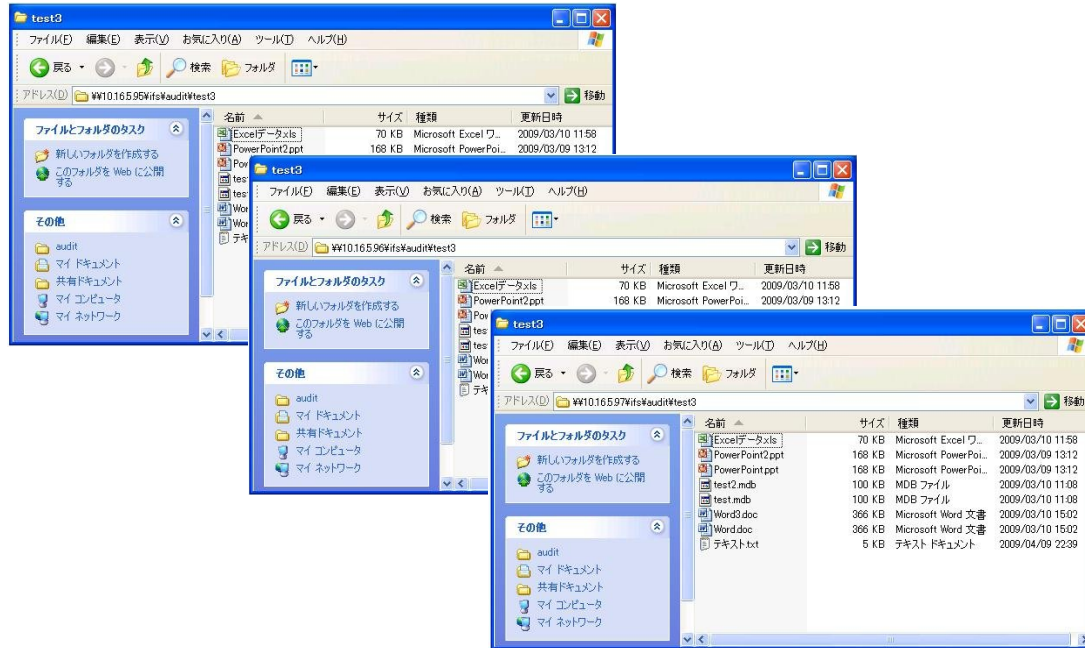 test3
ファイル(F) 編集(E) 表示(V) お気に入り(A) ツール(T) ヘルプ(H)
戻る 検索 フォルダ
アドレス(D) ¥¥10.16.5.95¥ifs¥audit¥test3 移動
ファイルとフォルダのタスク
新しいフォルダを作成する
このフォルダを Web に公開
する
その他
audit
マイ ドキュメント
共有ドキュメント
マイ コンピュータ
マイ ネットワーク
名前 サイズ 種類 更新日時
Excelデータ.xls 70 KB Microsoft Excel ワ... 2009/03/10 11:58
PowerPoint2.ppt 168 KB Microsoft PowerPoi... 2009/03/09 13:12
test3
ファイル(F) 編集(E) 表示(V) お気に入り(A) ツール(T) ヘルプ(H)
戻る 検索 フォルダ
アドレス(D) ¥¥10.16.5.96¥ifs¥audit¥test3 移動
ファイルとフォルダのタスク
新しいフォルダを作成する
このフォルダを Web に公開
する
その他
audit
マイ ドキュメント
共有ドキュメント
マイ コンピュータ
マイ ネットワーク
名前 サイズ 種類 更新日時
Excelデータ.xls 70 KB Microsoft Excel ワ... 2009/03/10 11:58
PowerPoint2.ppt 168 KB Microsoft PowerPoi... 2009/03/09 13:12
test3
ファイル(F) 編集(E) 表示(V) お気に入り(A) ツール(T) ヘルプ(H)
戻る 検索 フォルダ
アドレス(D) ¥¥10.16.5.97¥ifs¥audit¥test3 移動
ファイルとフォルダのタスク
新しいフォルダを作成する
このフォルダを Web に公開
する
その他
audit
マイ ドキュメント
共有ドキュメント
マイ コンピュータ
マイ ネットワーク
名前 サイズ 種類 更新日時
Excelデータ.xls 70 KB Microsoft Excel ワ... 2009/03/10 11:58
PowerPoint2.ppt 168 KB Microsoft PowerPoi... 2009/03/09 13:12
PowerPoint.ppt 168 KB Microsoft PowerPoi... 2009/03/09 13:12
test2.mdb 100 KB MDB ファイル 2009/03/10 11:08
test.mdb 100 KB MDB ファイル 2009/03/10 11:08
Word3.doc 366 KB Microsoft Word 文書 2009/03/10 15:02
Word.doc 366 KB Microsoft Word 文書 2009/03/10 15:02
テキスト.txt 5 KB テキスト ドキュメント 2009/04/09 22:39